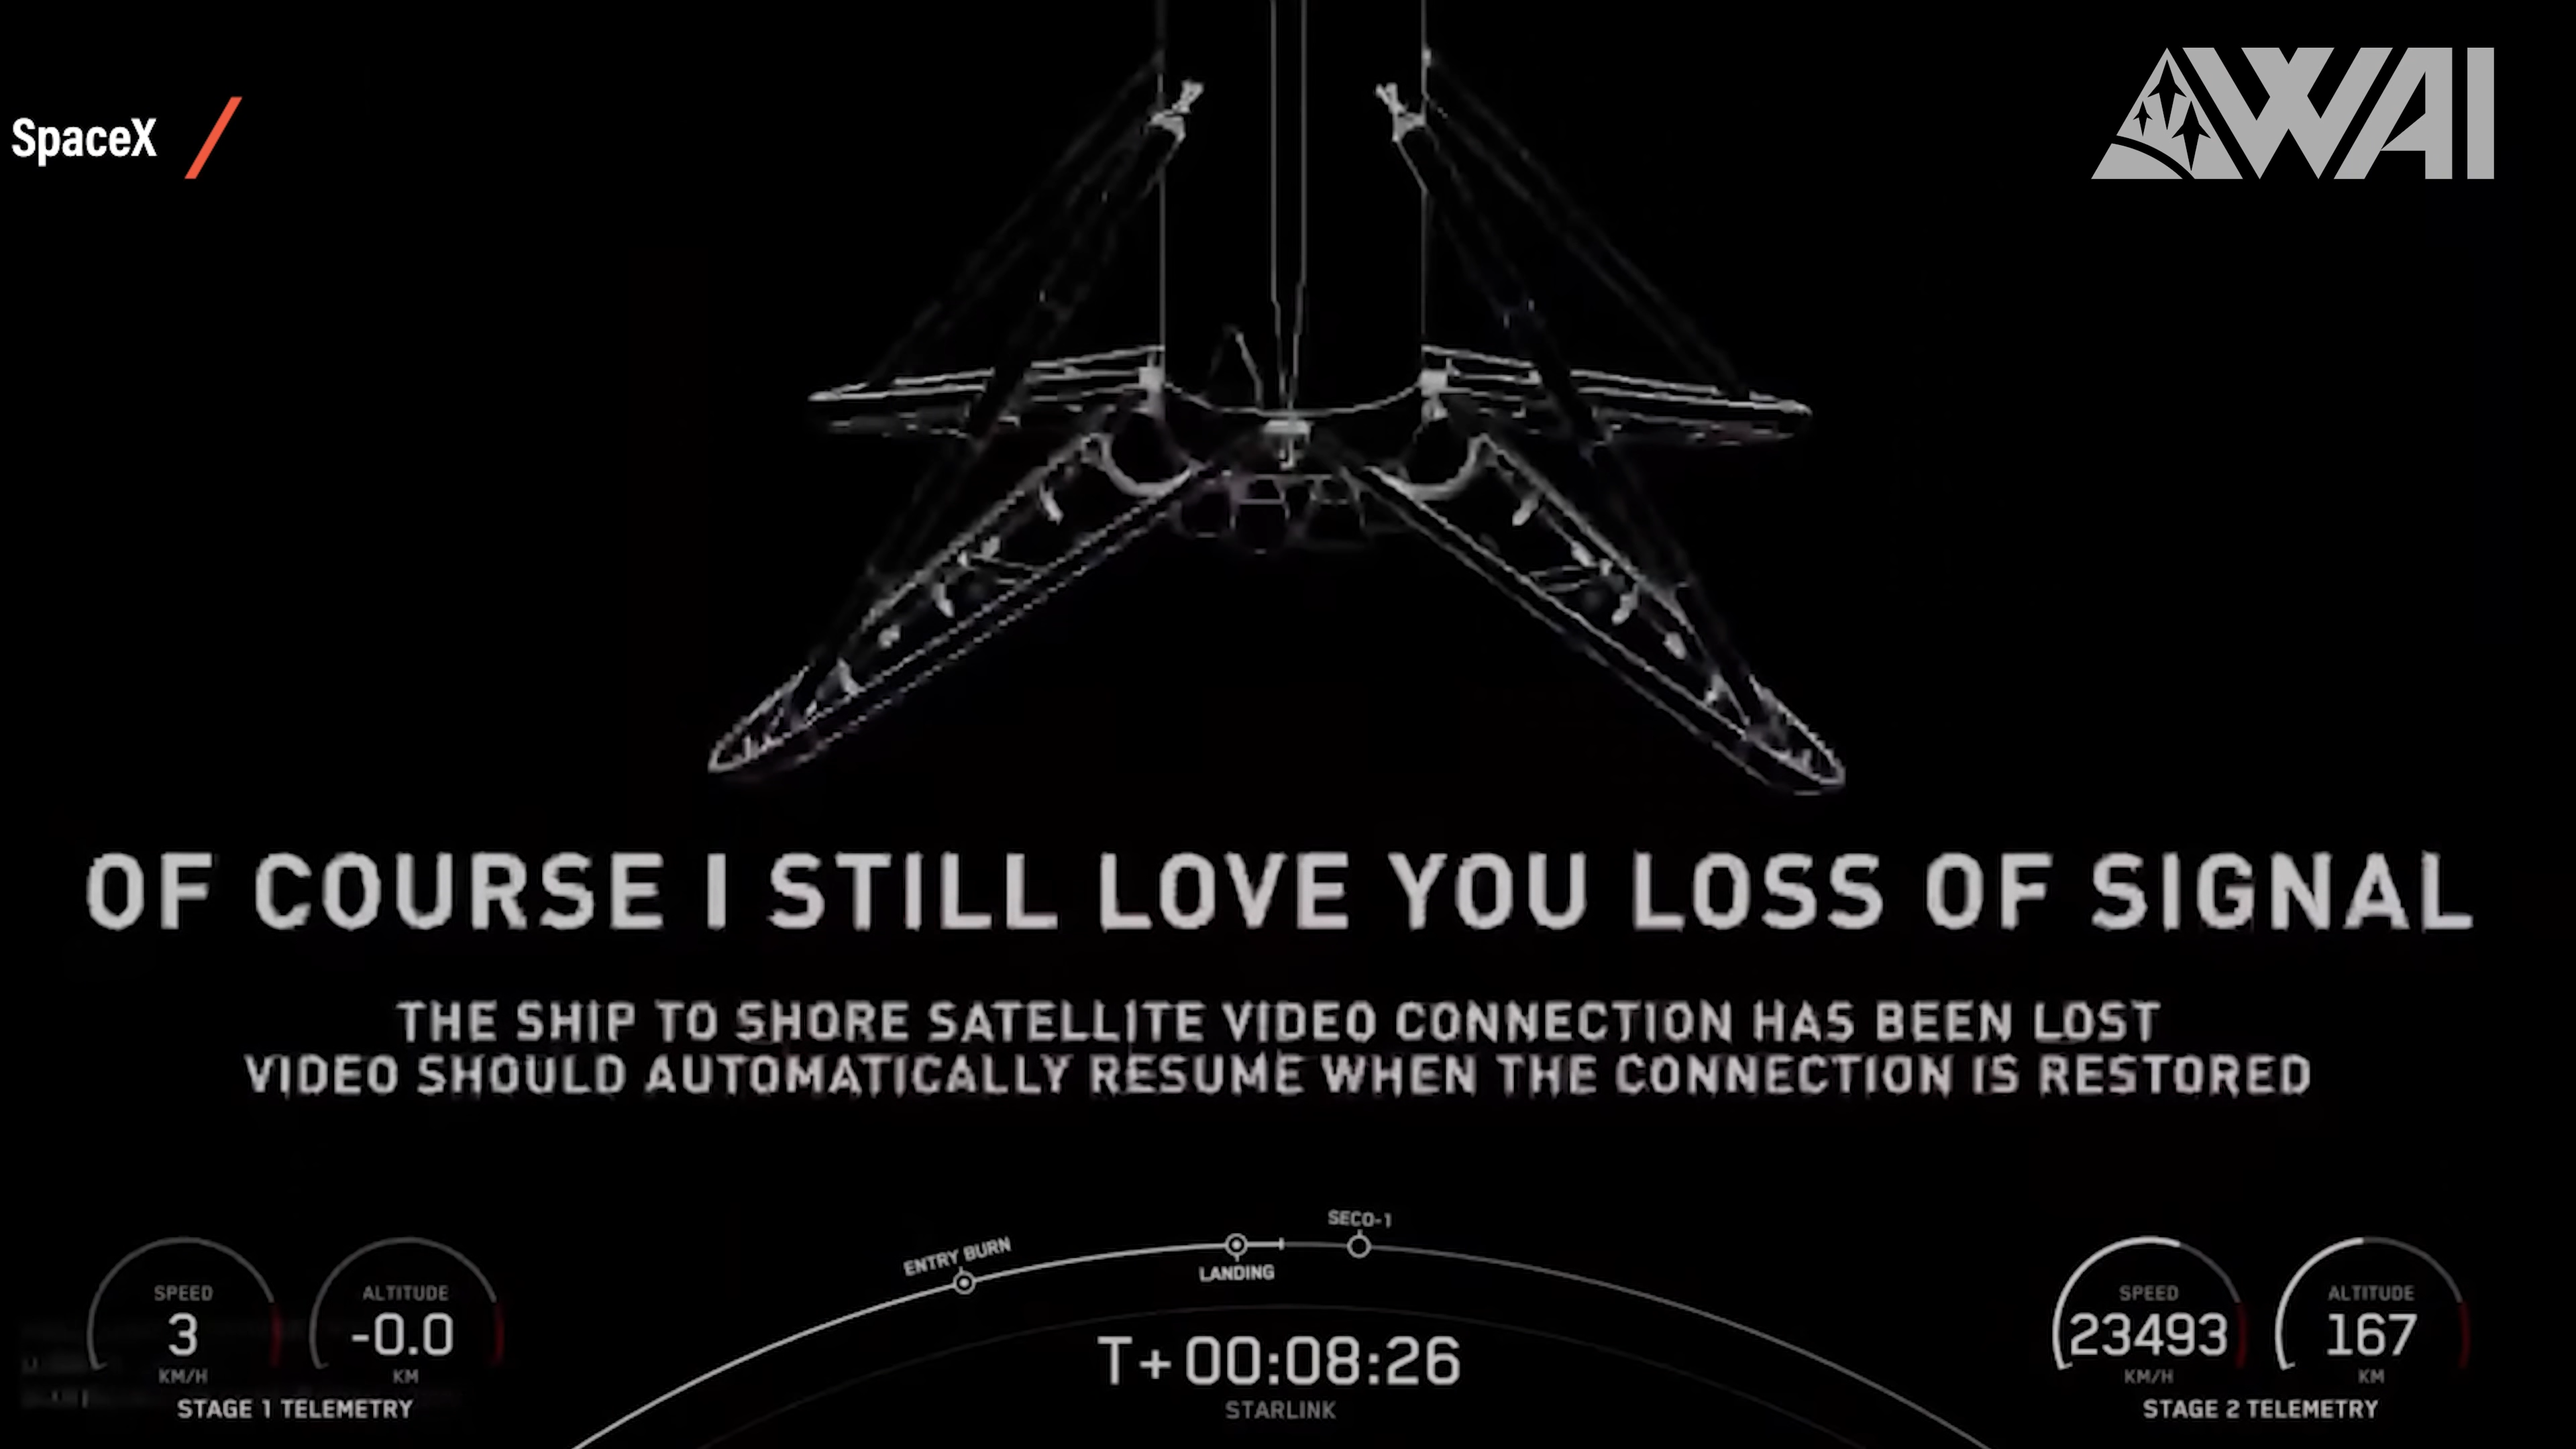 SpaceX
WAI
OF COURSE I STILL LOVE YOU LOSS OF SIGNAL
THE SHIP TO SHORE SATELLITE VIDEO CONNECTION HAS BEEN LOST
VIDEO SHOULD AUTOMATICALLY RESUME WHEN THE CONNECTION IS RESTORED
SPEED
3
KM/H
ALTITUDE
-0.0
KM
STAGE 1 TELEMETRY
ENTRY BURN
LANDING
SECO-1
T+00:08:26
STARLINK
SPEED
23493
KM/H
ALTITUDE
167
KM
STAGE 2 TELEMETRY